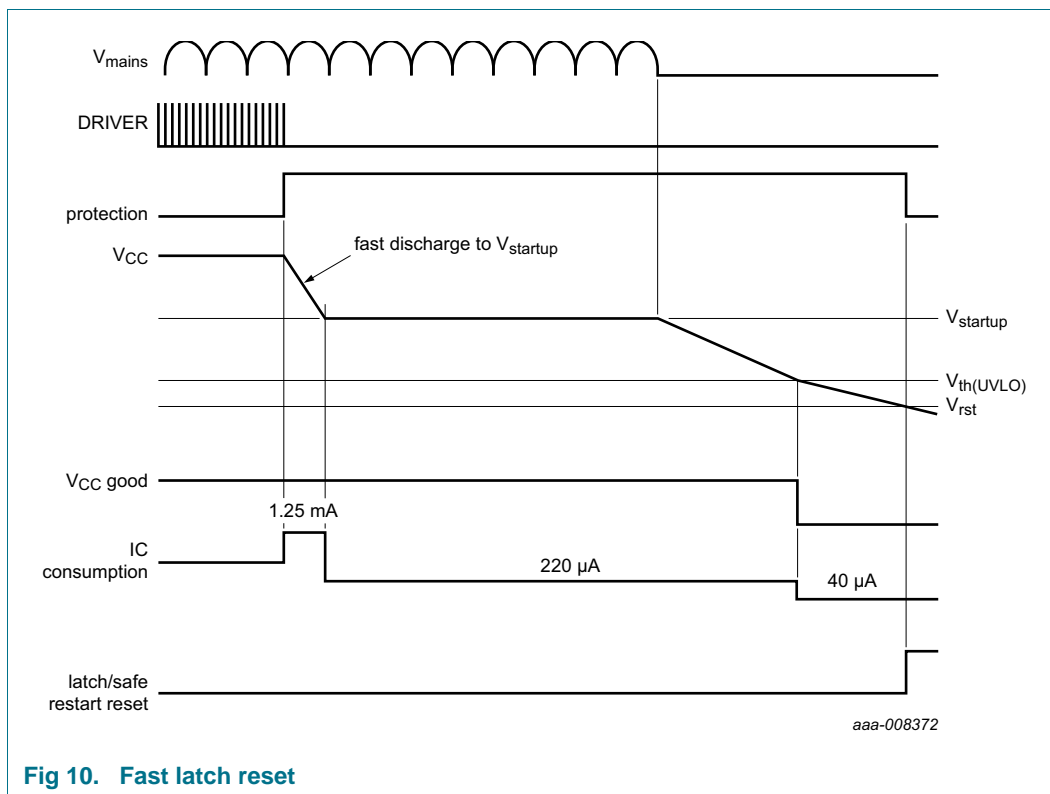 Vmains
DRIVER
protection
VCC
fast discharge to Vstartup
Vstartup
Vth(UVLO)
Vrst
VCC good
1.25 mA
IC
consumption
220 μA
40 μA
latch/safe
restart reset
aaa-008372
Fig 10. Fast latch reset